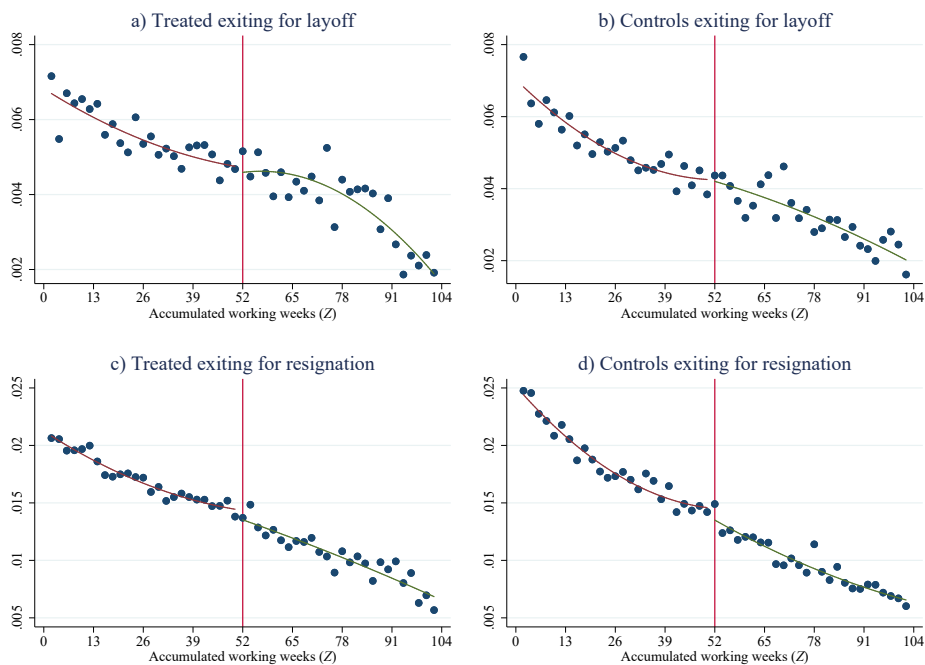 a) Treated exiting for layoff
.008
.006
.004
.002
0 13 26 39 52 65 78 91 104
Accumulated working weeks (Z)
b) Controls exiting for layoff
.008
.006
.004
.002
0 13 26 39 52 65 78 91 104
Accumulated working weeks (Z)
c) Treated exiting for resignation
.025
.02
.015
.01
.005
0 13 26 39 52 65 78 91 104
Accumulated working weeks (Z)
d) Controls exiting for resignation
.025
.02
.015
.01
.005
0 13 26 39 52 65 78 91 104
Accumulated working weeks (Z)